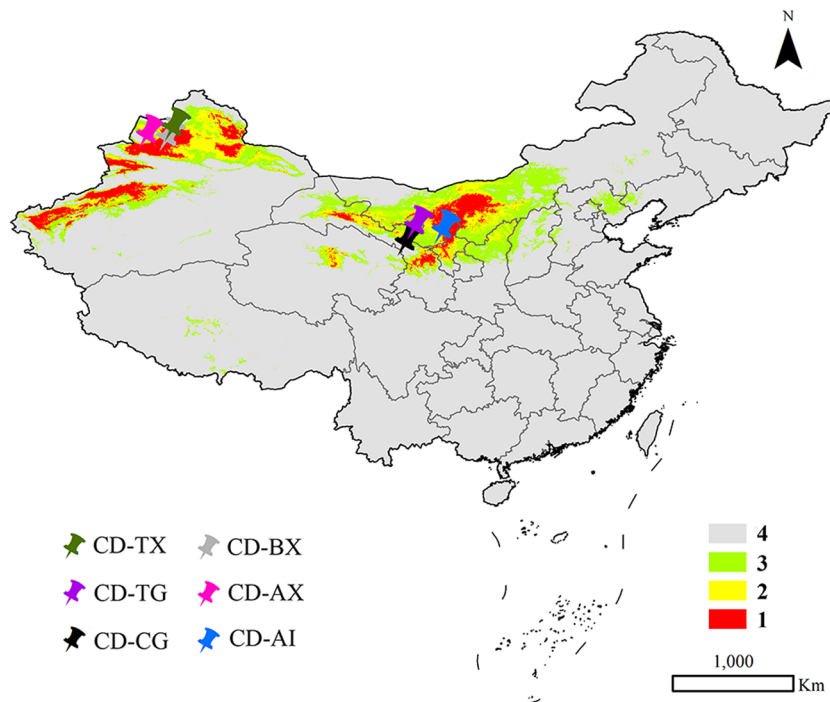 N
CD-TX
CD-BX
CD-TG
CD-AX
CD-CG
CD-AI
4
3
2
1
1,000
Km